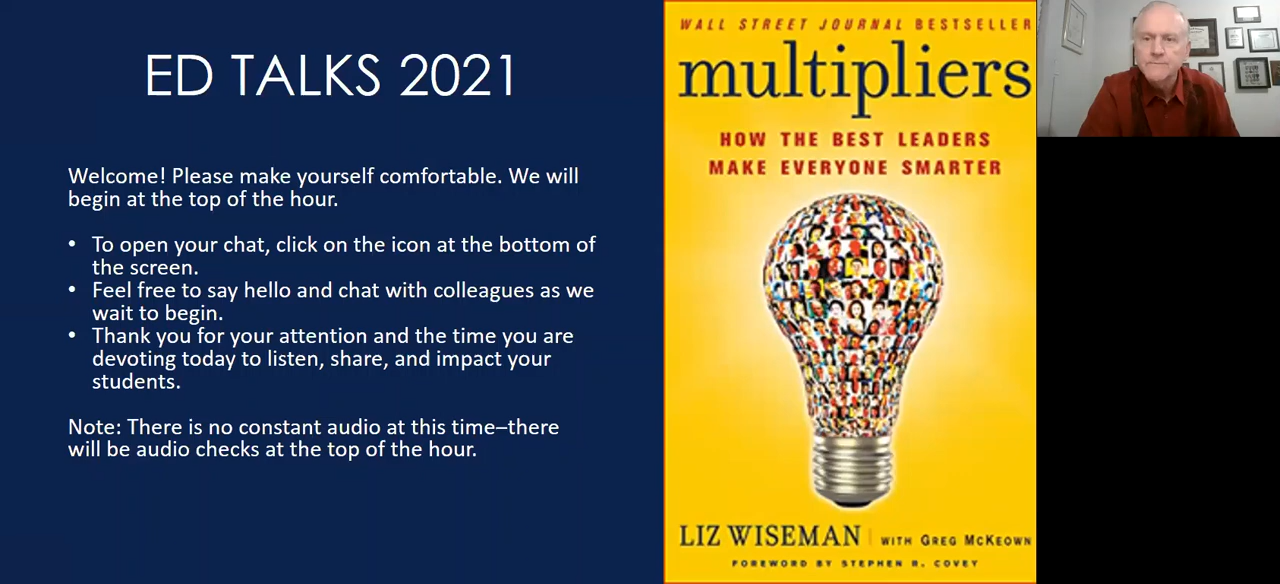 ED TALKS 2021
Welcome! Please make yourself comfortable. We will
begin at the top of the hour.
• To open your chat, click on the icon at the bottom of
the screen.
• Feel free to say hello and chat with colleagues as we
wait to begin.
• Thank you for your attention and the time you are
devoting today to listen, share, and impact your
students.
Note: There is no constant audio at this time–there
will be audio checks at the top of the hour.
WALL STREET JOURNAL BESTSELLER
multipliers
HOW THE BEST LEADERS
MAKE EVERYONE SMARTER
LIZ WISEMAN | WITH GREG MCKEOWN
FOREWORD BY STEPHEN R. COVEY